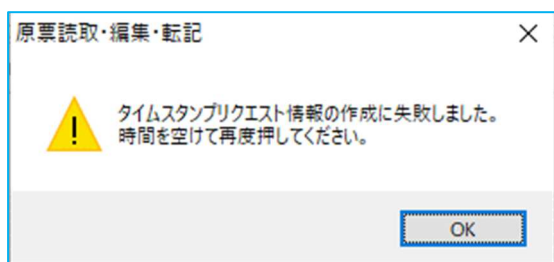 原票読取・編集・転記
タイムスタンプリクエスト情報の作成に失敗しました。
時間を空けて再度押してください。
OK